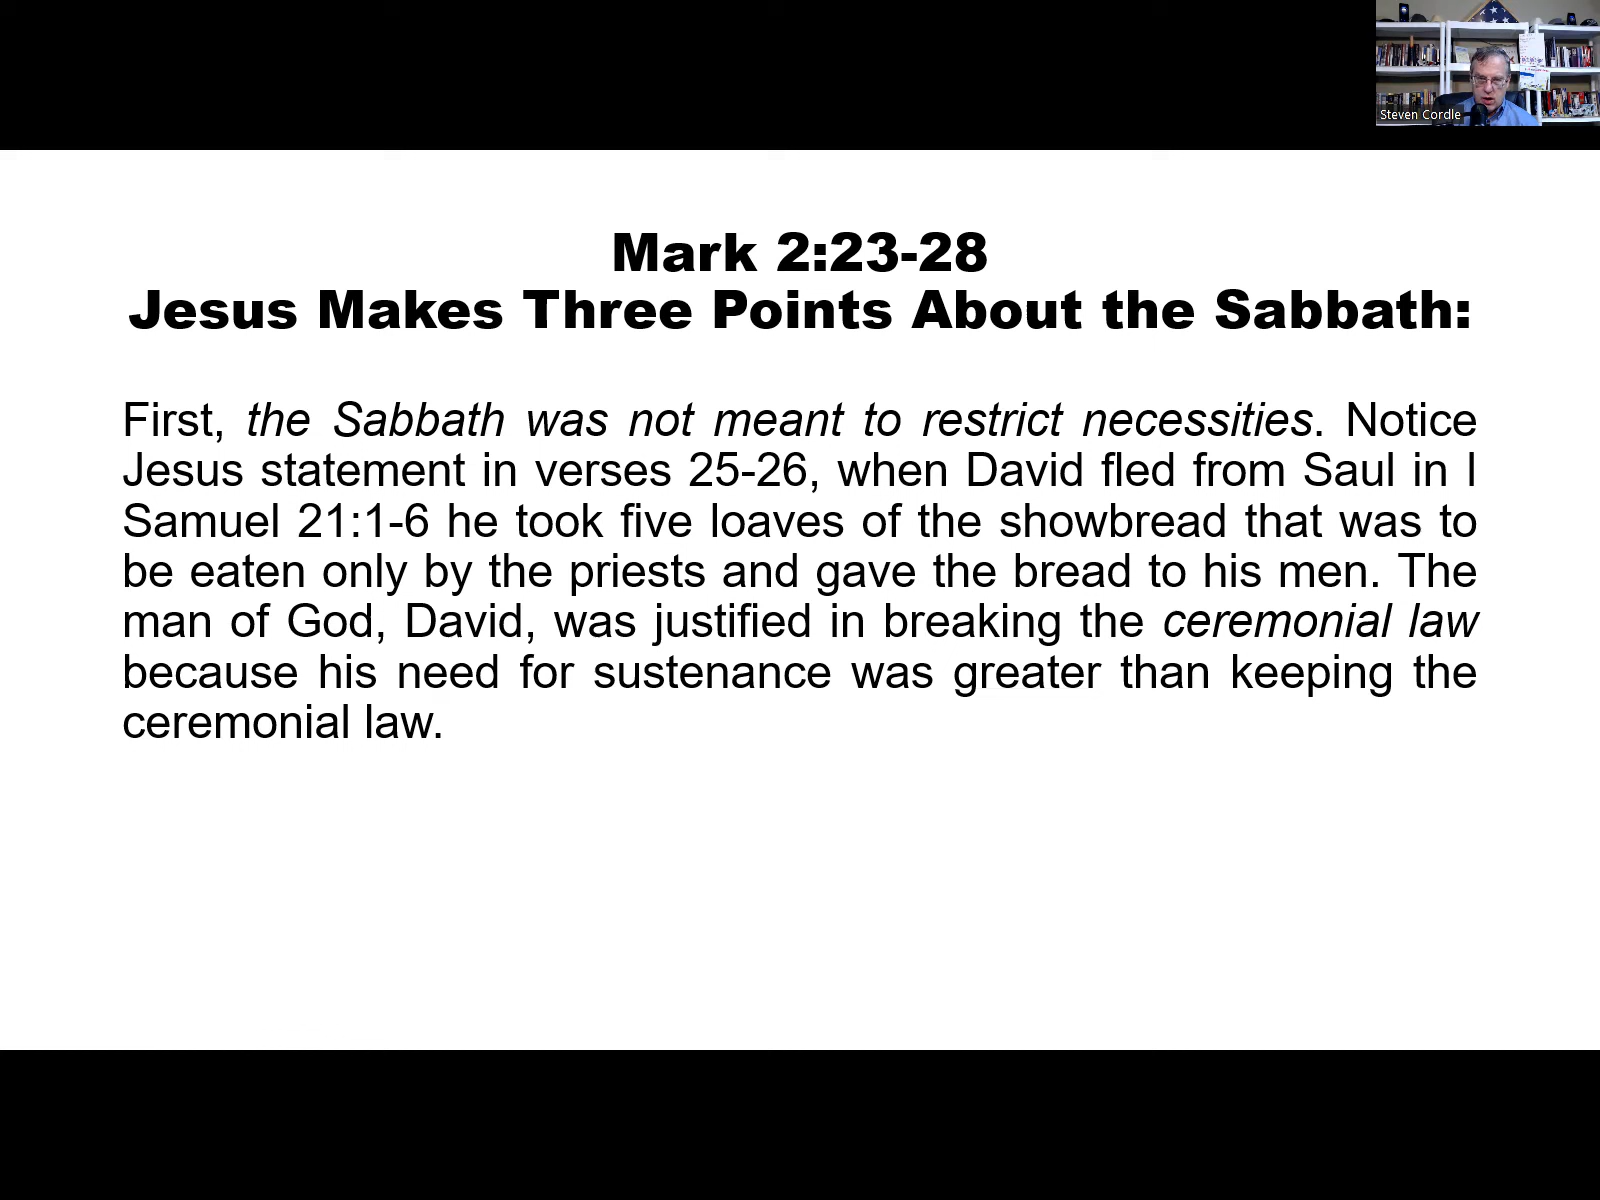 Steven Cordle
Mark 2:23-28
Jesus Makes Three Points About the Sabbath:
First, the Sabbath was not meant to restrict necessities. Notice
Jesus statement in verses 25-26, when David fled from Saul in I
Samuel 21:1-6 he took five loaves of the showbread that was to
be eaten only by the priests and gave the bread to his men. The
man of God, David, was justified in breaking the ceremonial law
because his need for sustenance was greater than keeping the
ceremonial law.